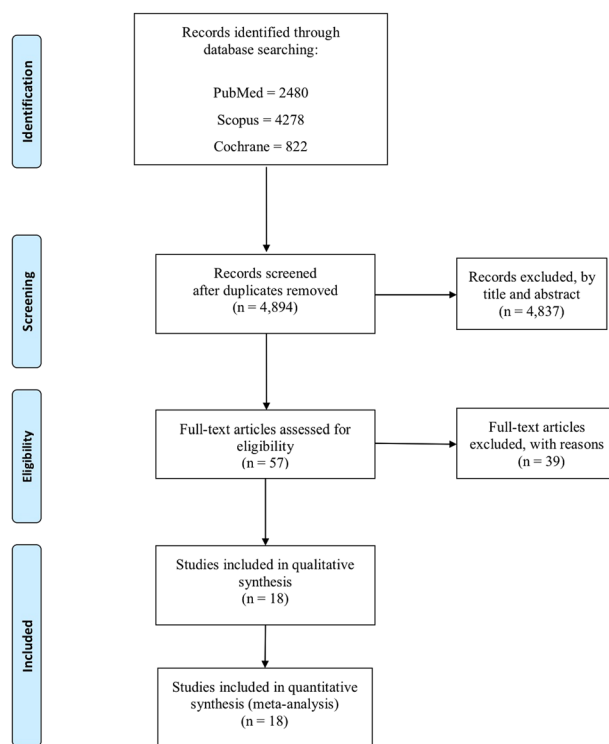 Identification
Records identified through
database searching:
PubMed = 2480
Scopus = 4278
Cochrane = 822
Screening
Records screened
after duplicates removed
(n = 4,894)
Records excluded, by
title and abstract
(n = 4,837)
Eligibility
Full-text articles assessed for
eligibility
(n = 57)
Full-text articles
excluded, with reasons
(n = 39)
Included
Studies included in qualitative
synthesis
(n = 18)
Studies included in quantitative
synthesis (meta-analysis)
(n = 18)